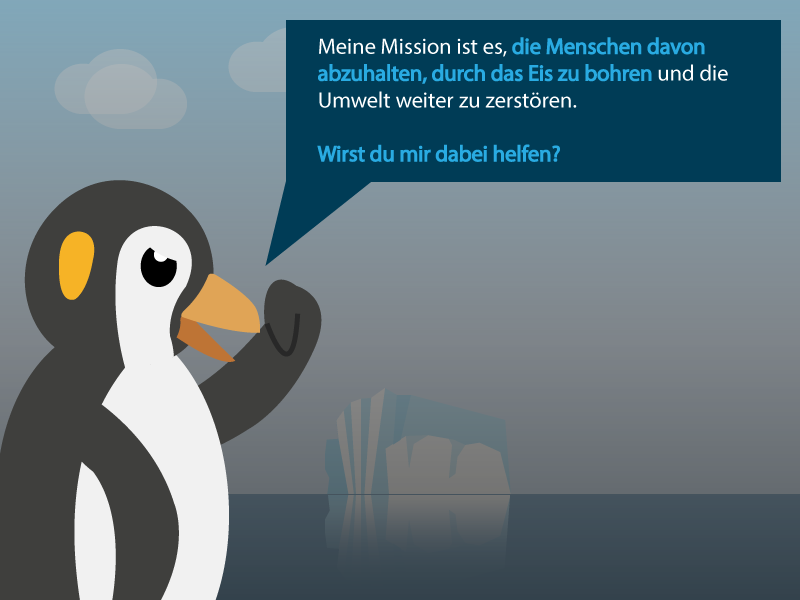 Meine Mission ist es, die Menschen davon
abzuhalten, durch das Eis zu bohren und die
Umwelt weiter zu zerstören.
Wirst du mir dabei helfen?